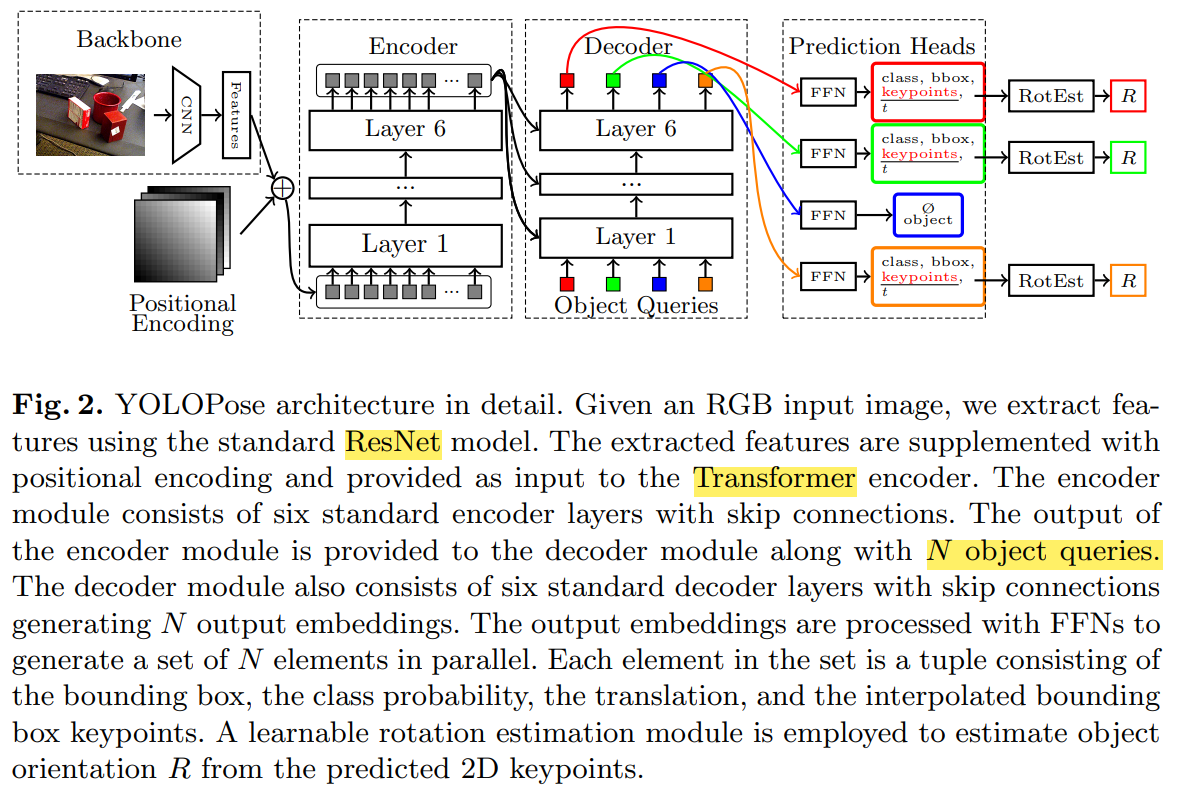 Backbone
CNN
Features
Positional
Encoding
Encoder
...
Layer 6
...
Layer 1
...
Decoder
Layer 6
...
Layer 1
Object Queries
Prediction Heads
FFN
class, bbox,
keypoints,
t
RotEst
R
FFN
class, bbox,
keypoints,
t
RotEst
R
FFN
Ø
object
FFN
class, bbox,
keypoints,
t
RotEst
R
Fig. 2. YOLOPose architecture in detail. Given an RGB input image, we extract fea-
tures using the standard ResNet model. The extracted features are supplemented with
positional encoding and provided as input to the Transformer encoder. The encoder
module consists of six standard encoder layers with skip connections. The output of
the encoder module is provided to the decoder module along with N object queries.
The decoder module also consists of six standard decoder layers with skip connections
generating N output embeddings. The output embeddings are processed with FFNs to
generate a set of N elements in parallel. Each element in the set is a tuple consisting of
the bounding box, the class probability, the translation, and the interpolated bounding
box keypoints. A learnable rotation estimation module is employed to estimate object
orientation R from the predicted 2D keypoints.